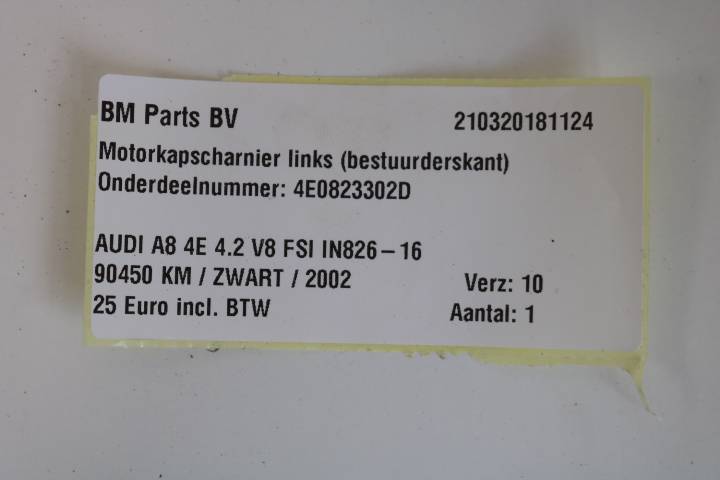 BM Parts BV 210320181124
Motorkapscharnier links (bestuurderskant)
Onderdeelnummer: 4E0823302D
AUDI A8 4E 4.2 V8 FSI IN826-16
90450 KM / ZWART / 2002 Verz: 10
25 Euro incl. BTW Aantal: 1